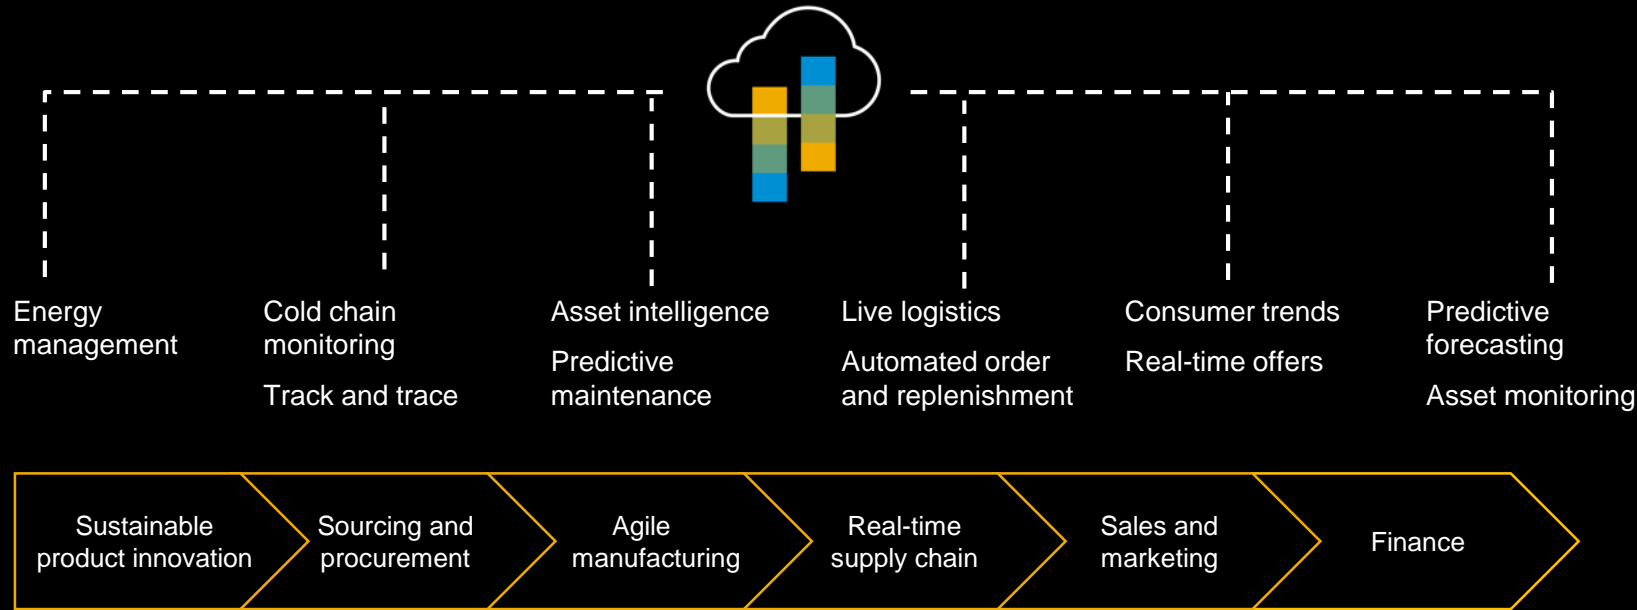 Energy
management
Cold chain
monitoring
Track and trace
Asset intelligence
Predictive
maintenance
Live logistics
Automated order
and replenishment
Consumer trends
Real-time offers
Predictive
forecasting
Asset monitoring
Sustainable
product innovation
Sourcing and
procurement
Agile
manufacturing
Real-time
supply chain
Sales and
marketing
Finance